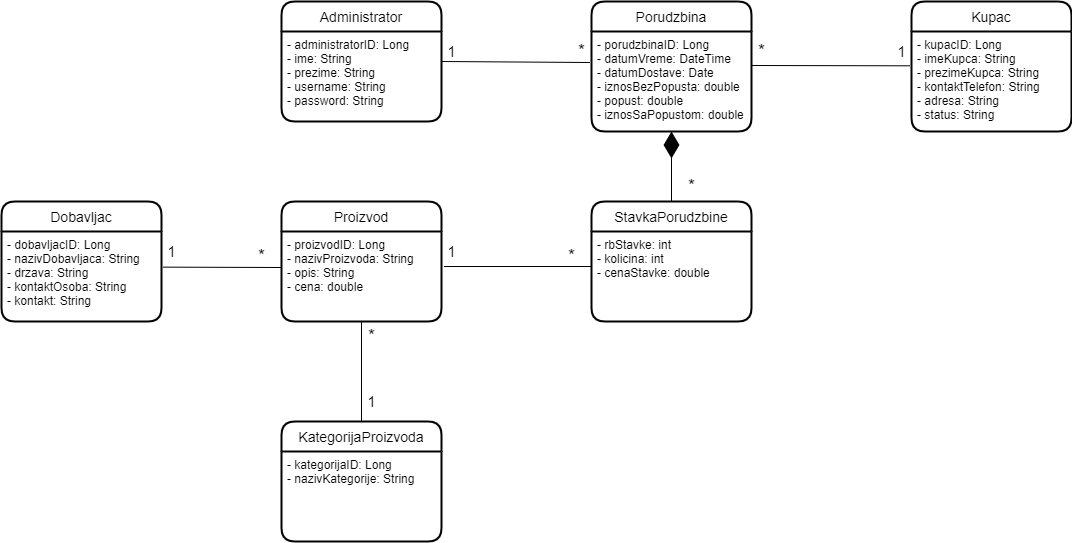 Administrator
- administratorID: Long
- ime: String
- prezime: String
- username: String
- password: String
1
*
Porudzbina
- porudzbinaID: Long
- datumVreme: DateTime
- datumDostave: Date
- iznosBezPopusta: double
- popust: double
- iznosSaPopustom: double
*
1
Kupac
- kupacID: Long
- imeKupca: String
- prezimeKupca: String
- kontaktTelefon: String
- adresa: String
- status: String
*
Dobavljac
- dobavljacID: Long
- nazivDobavljaca: String
- drzava: String
- kontaktOsoba: String
- kontakt: String
1
*
Proizvod
- proizvodID: Long
- nazivProizvoda: String
- opis: String
- cena: double
1
*
StavkaPorudzbine
- rbStavke: int
- kolicina: int
- cenaStavke: double
*
1
KategorijaProizvoda
- kategorijaID: Long
- nazivKategorije: String